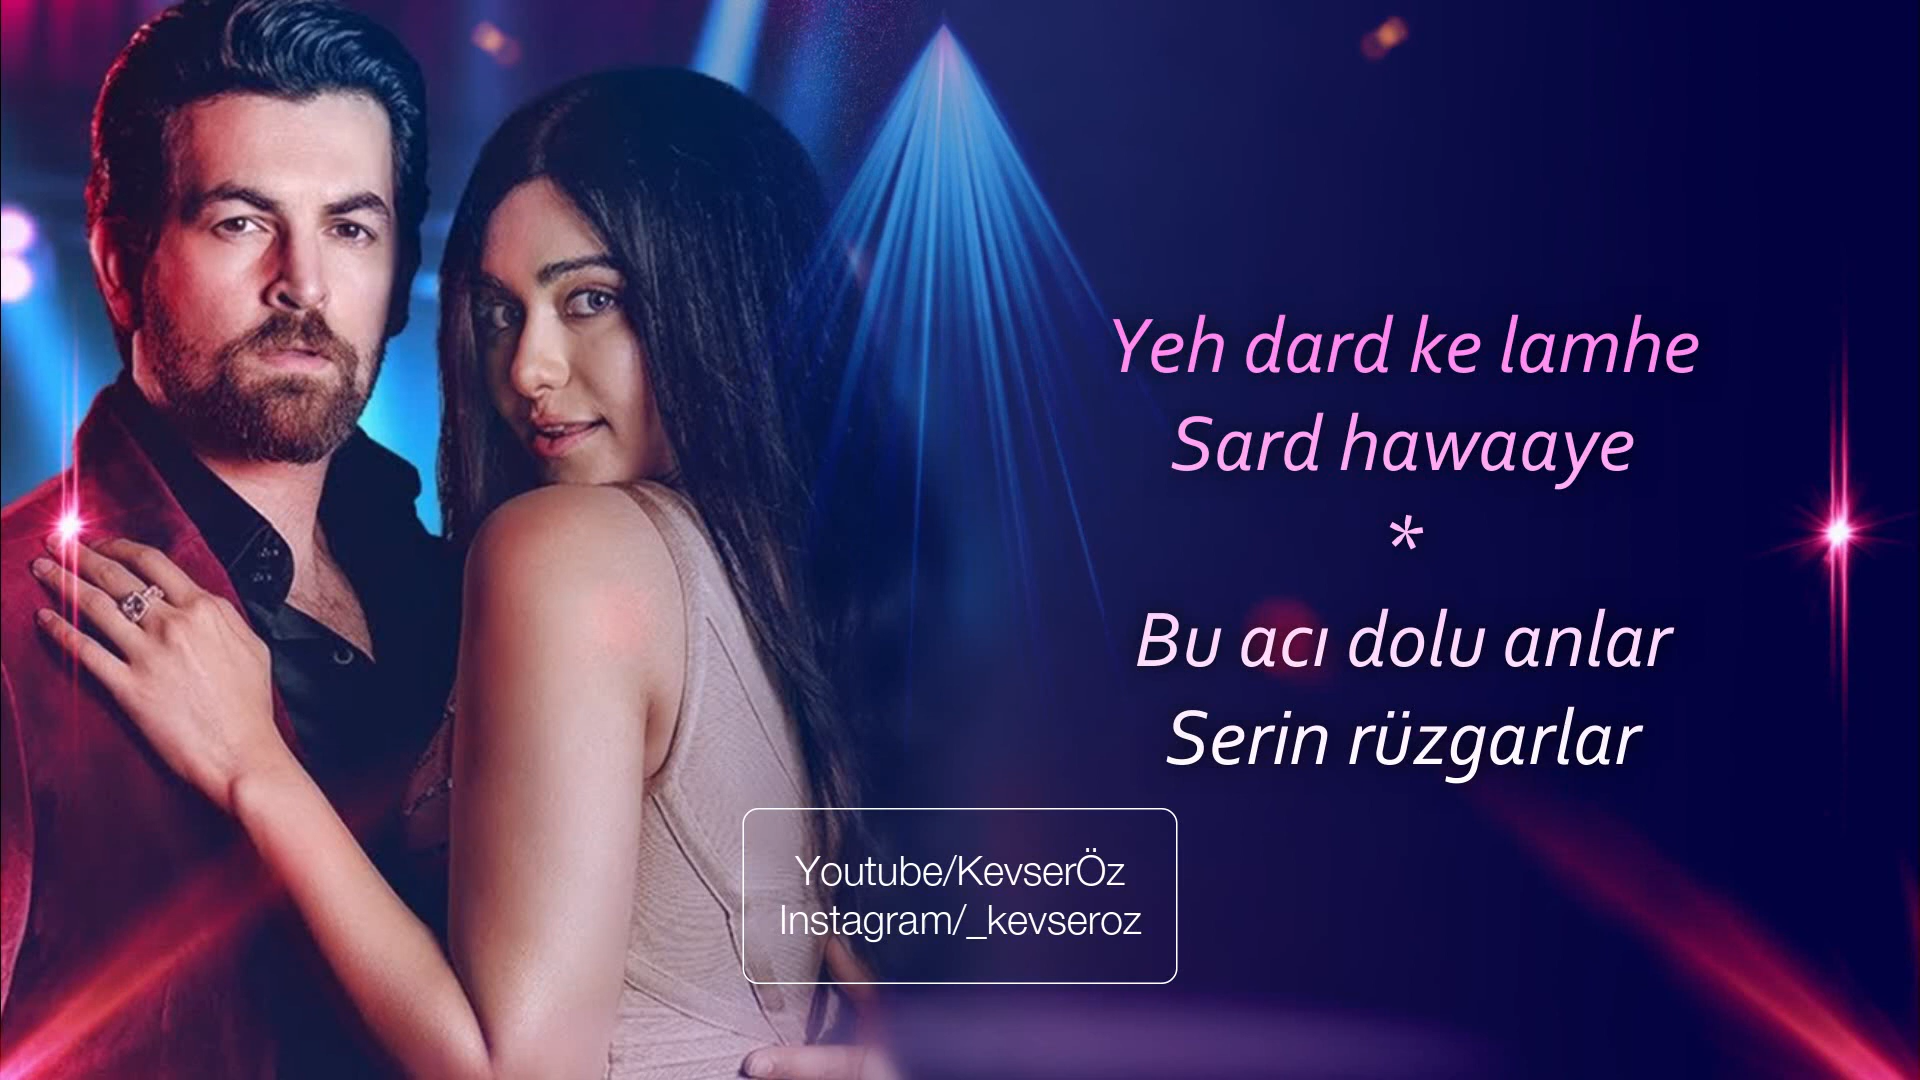 Yeh dard ke lamhe
Sard hawaaye
*
Bu acı dolu anlar
Serin rüzgarlar
Youtube/KevserÖz
Instagram/_kevseroz